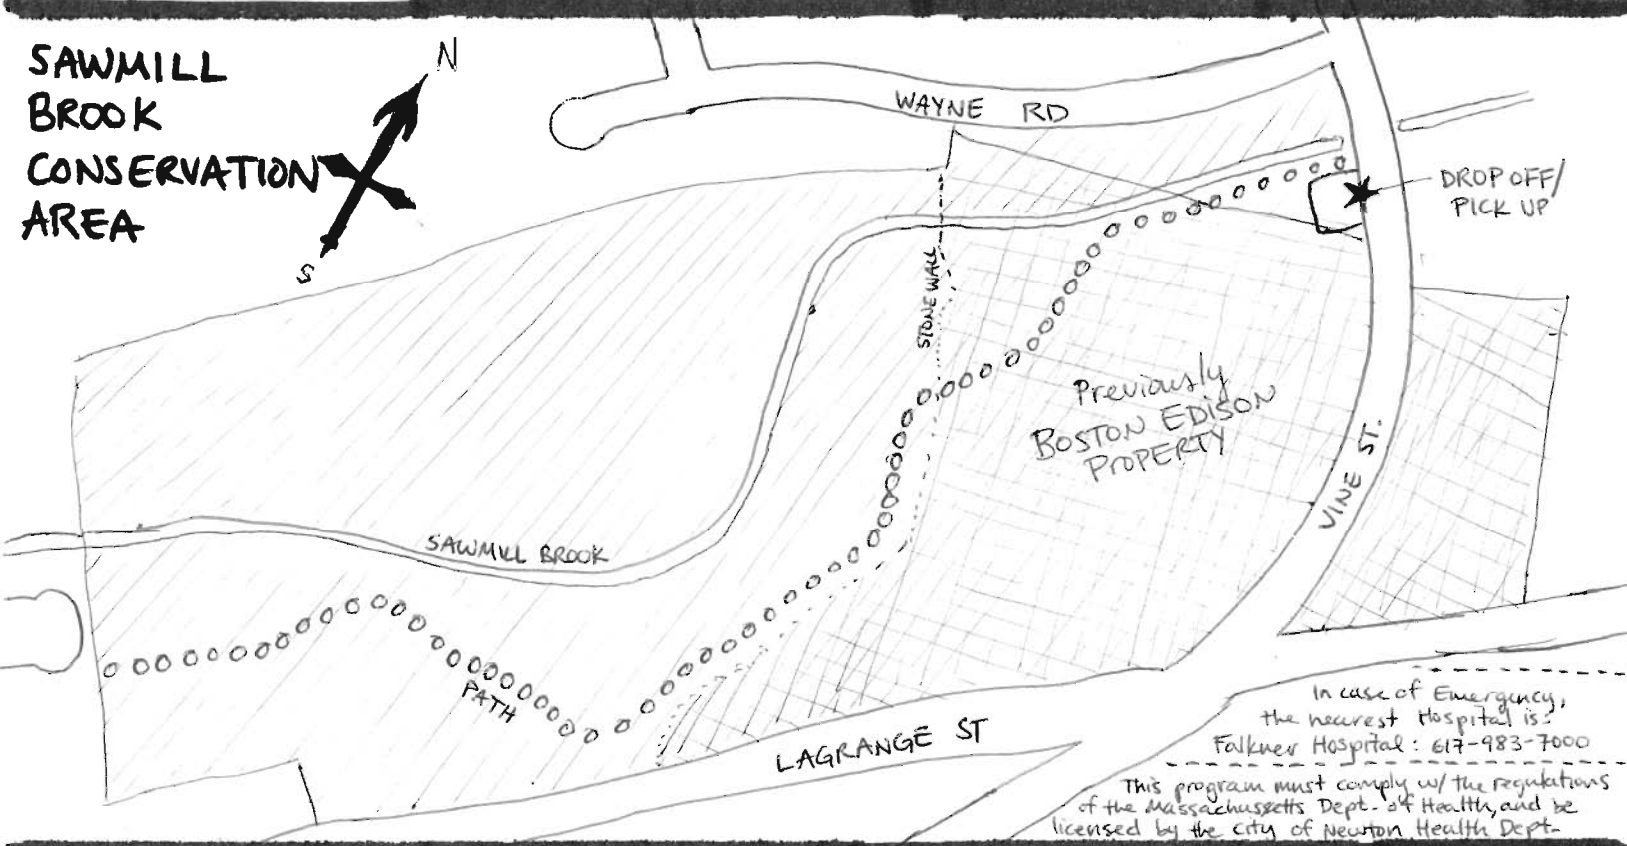 SAWMILL
BROOK
CONSERVATION
AREA
N
S
WAYNE RD
DROP OFF/
PICK UP
STONE WALL
Previously
BOSTON EDISON
PROPERTY
VINE ST.
SAWMILL BROOK
PATH
LAGRANGE ST
In case of Emergency,
the nearest Hospital is:
Falkner Hospital: 617-983-7000
This program must comply w/ the regulations
of the Massachussetts Dept. of Health, and be
licensed by the city of Newton Health Dept.